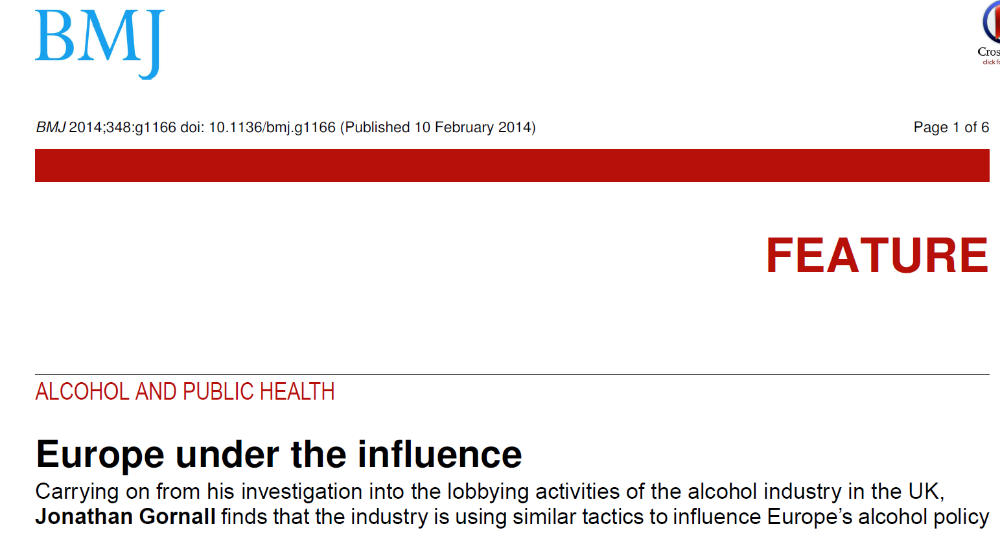 BMJ
Cros
click fo
BMJ 2014;348:g1166 doi: 10.1136/bmj.g1166 (Published 10 February 2014)
Page 1 of 6
FEATURE
ALCOHOL AND PUBLIC HEALTH
Europe under the influence
Carrying on from his investigation into the lobbying activities of the alcohol industry in the UK,
Jonathan Gornall finds that the industry is using similar tactics to influence Europe’s alcohol policy